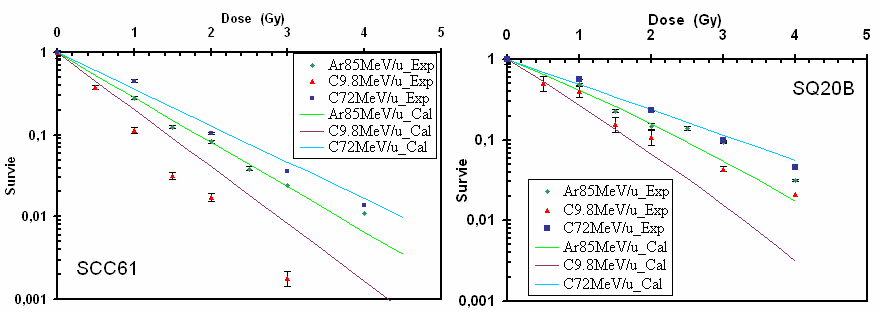 Dose (Gy)
0 1 2 3 4 5
1
0,1
0,01
0,001
Survie
Ar85MeV/u_Exp
C9.8MeV/u_Exp
C72MeV/u_Exp
Ar85MeV/u_Cal
C9.8MeV/u_Cal
C72MeV/u_Cal
SCC61
Dose (Gy)
0 1 2 3 4 5
1
0,1
0,01
0,001
Survie
SQ20B
Ar85MeV/u_Exp
C9.8MeV/u_Exp
C72MeV/u_Exp
Ar85MeV/u_Cal
C9.8MeV/u_Cal
C72MeV/u_Cal